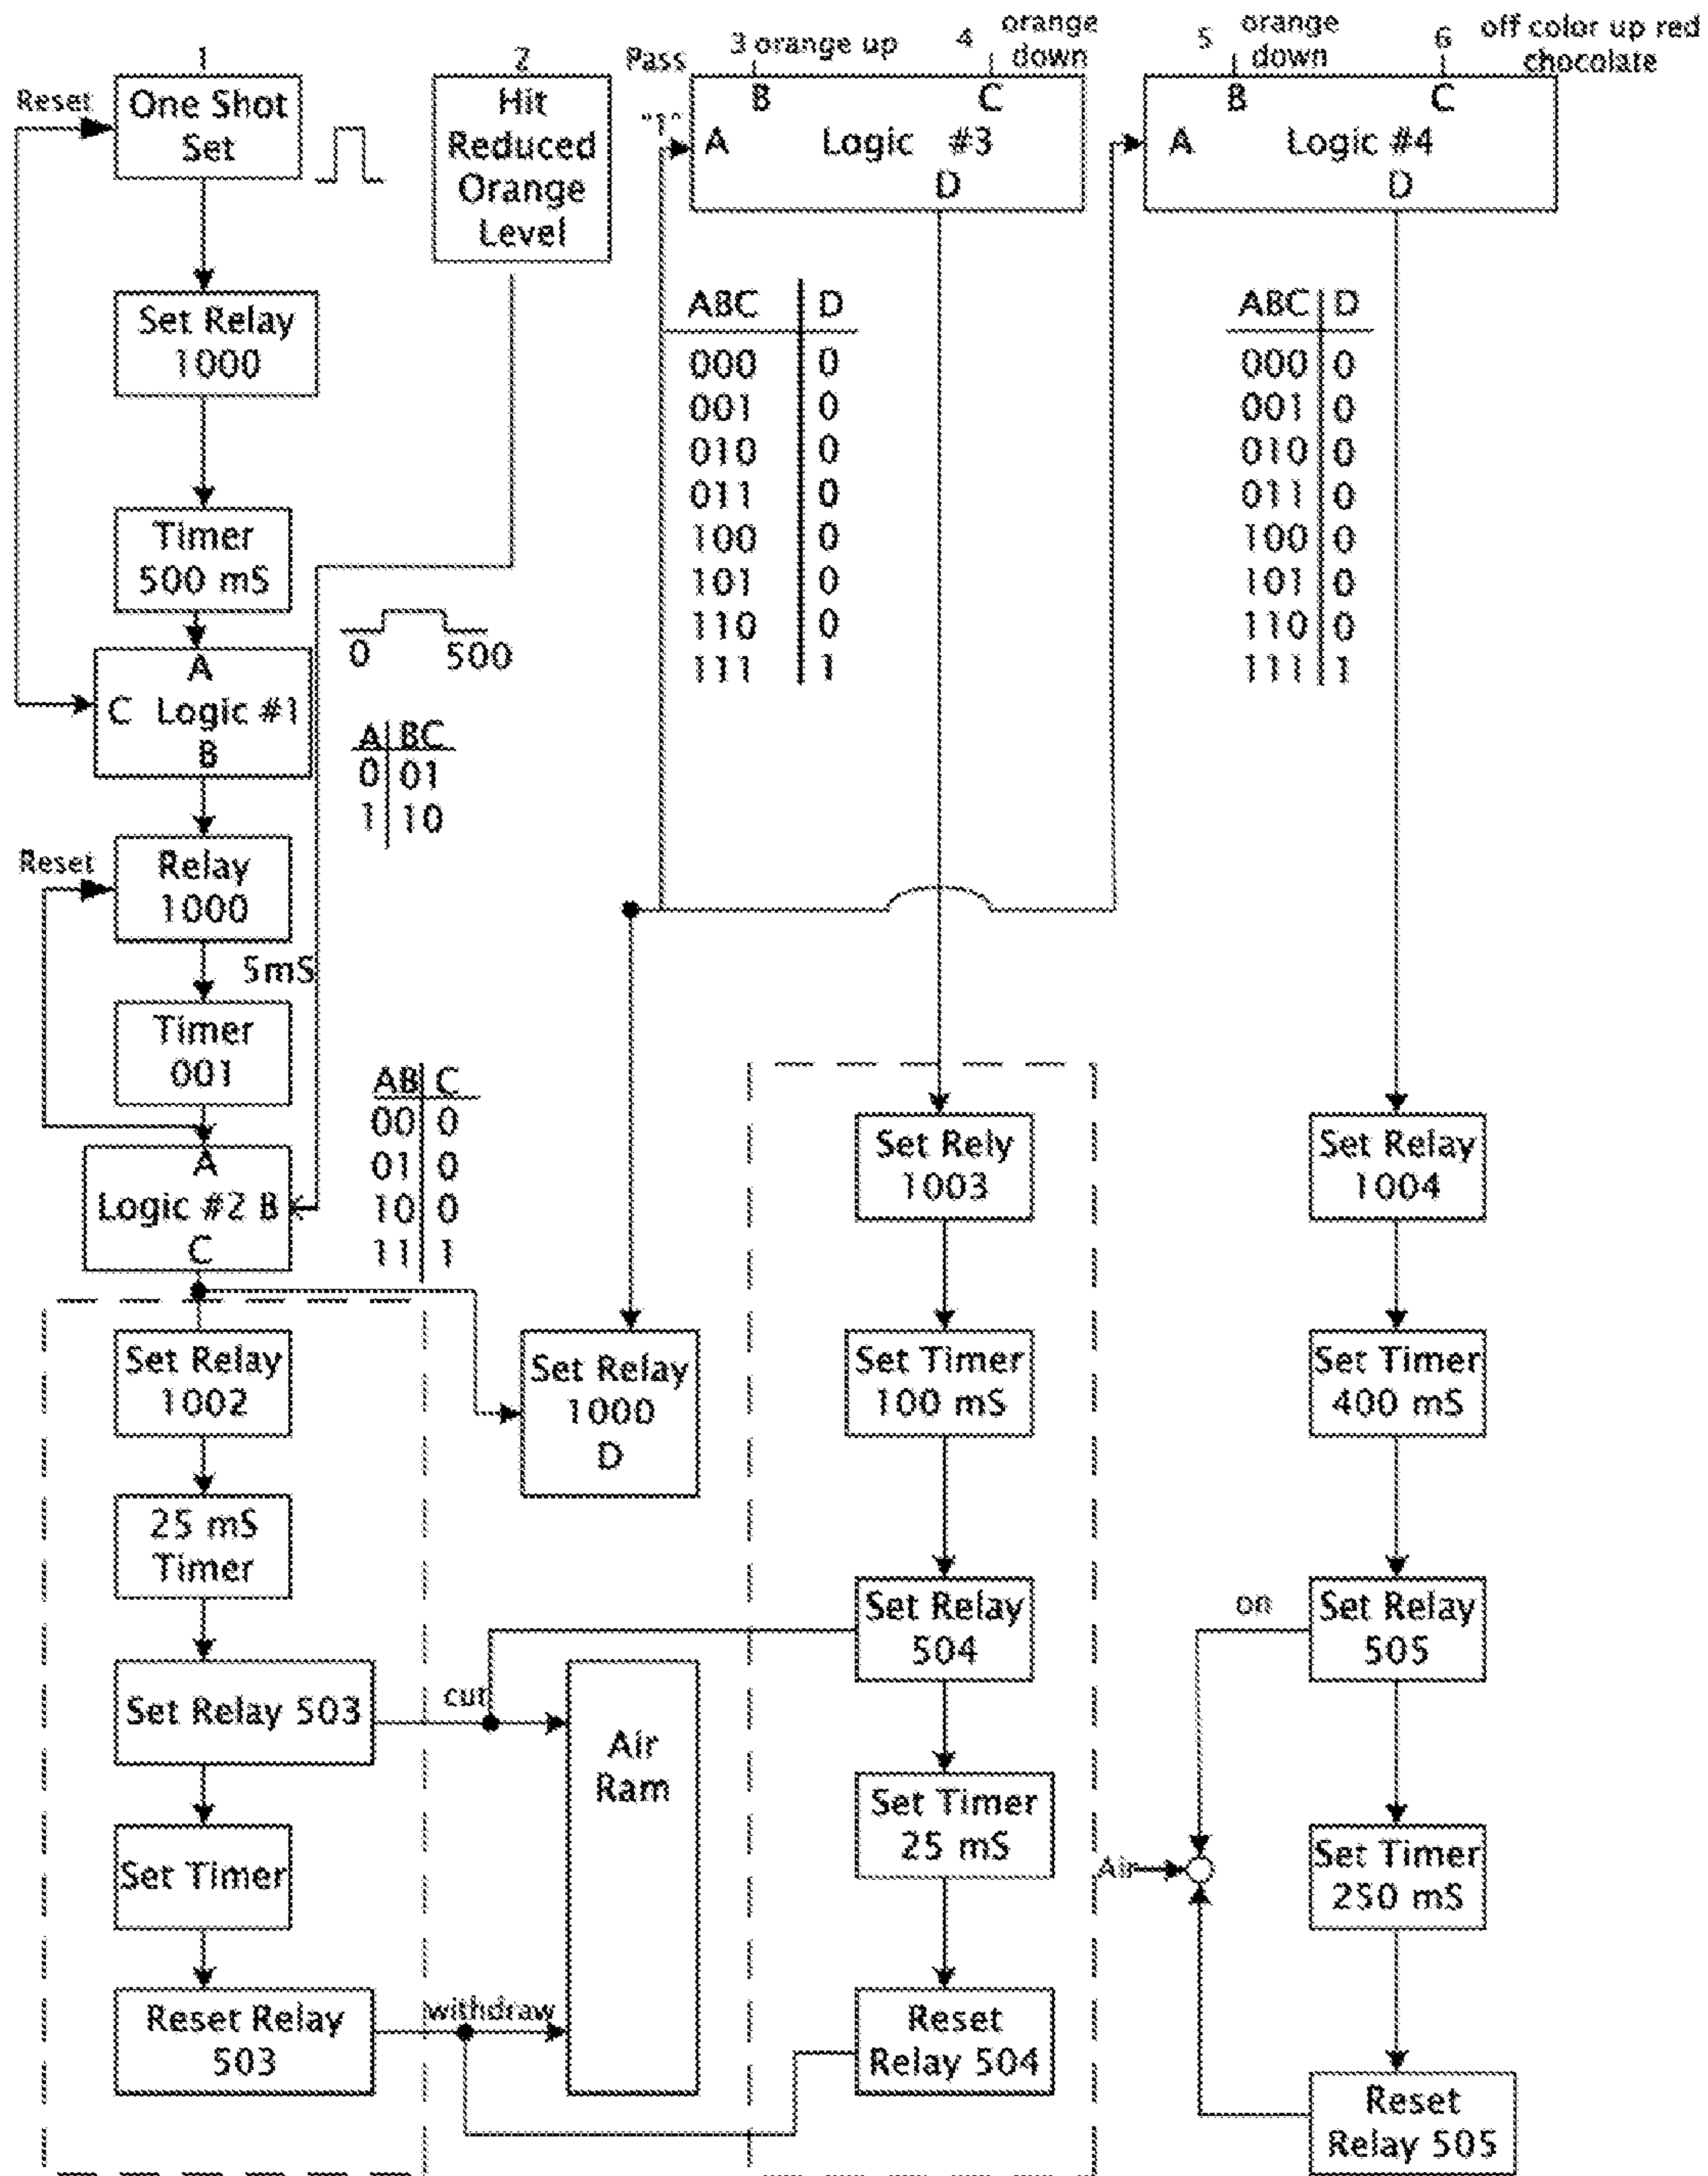 1
Reset
One Shot
Set
Set Relay
1000
Timer
500 mS
A
C Logic #1
B
Reset
Relay
1000
5mS
Timer
001
A
Logic #2 B
C
Set Relay
1002
25 mS
Timer
Set Relay 503
Set Timer
Reset Relay
503
2
Hit
Reduced
Orange
Level
0 500
A BC
0 01
1 10
AB C
00 0
01 0
10 0
11 1
Set Relay
1000
D
cut
withdraw
Air
Ram
Pass
"1"
3 orange up
4 orange
down
B C
A Logic #3
D
ABC D
000 0
001 0
010 0
011 0
100 0
101 0
110 0
111 1
Set Rely
1003
Set Timer
100 mS
Set Relay
504
Set Timer
25 mS
Reset
Relay 504
5 orange
down
6 off color up red
chocolate
B C
A Logic #4
D
ABC D
000 0
001 0
010 0
011 0
100 0
101 0
110 0
111 1
Set Relay
1004
Set Timer
400 mS
on
Set Relay
505
Air
Set Timer
250 mS
Reset
Relay 505